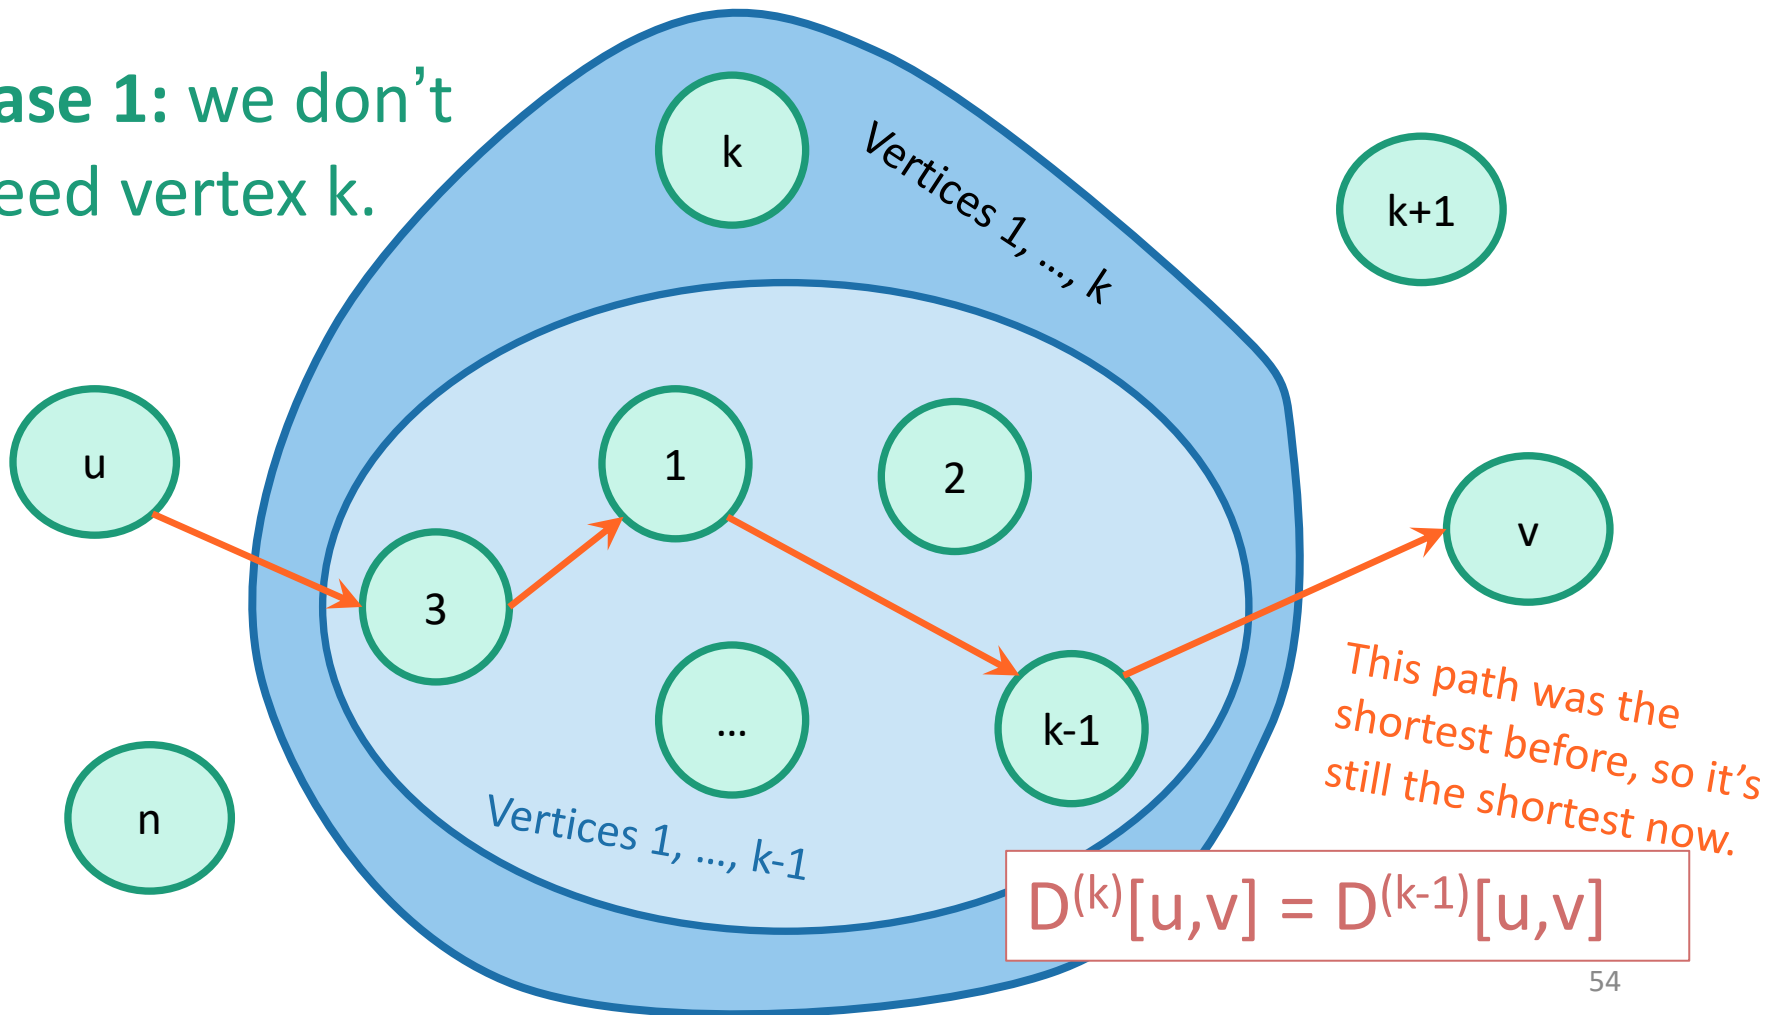 ase 1: we don’t
eed vertex k.
k
Vertices 1, ..., k
k+1
u
1
2
v
3
...
k-1
n
Vertices 1, ..., k-1
This path was the
shortest before, so it’s
still the shortest now.
D(k)[u,v] = D(k-1)[u,v]
54